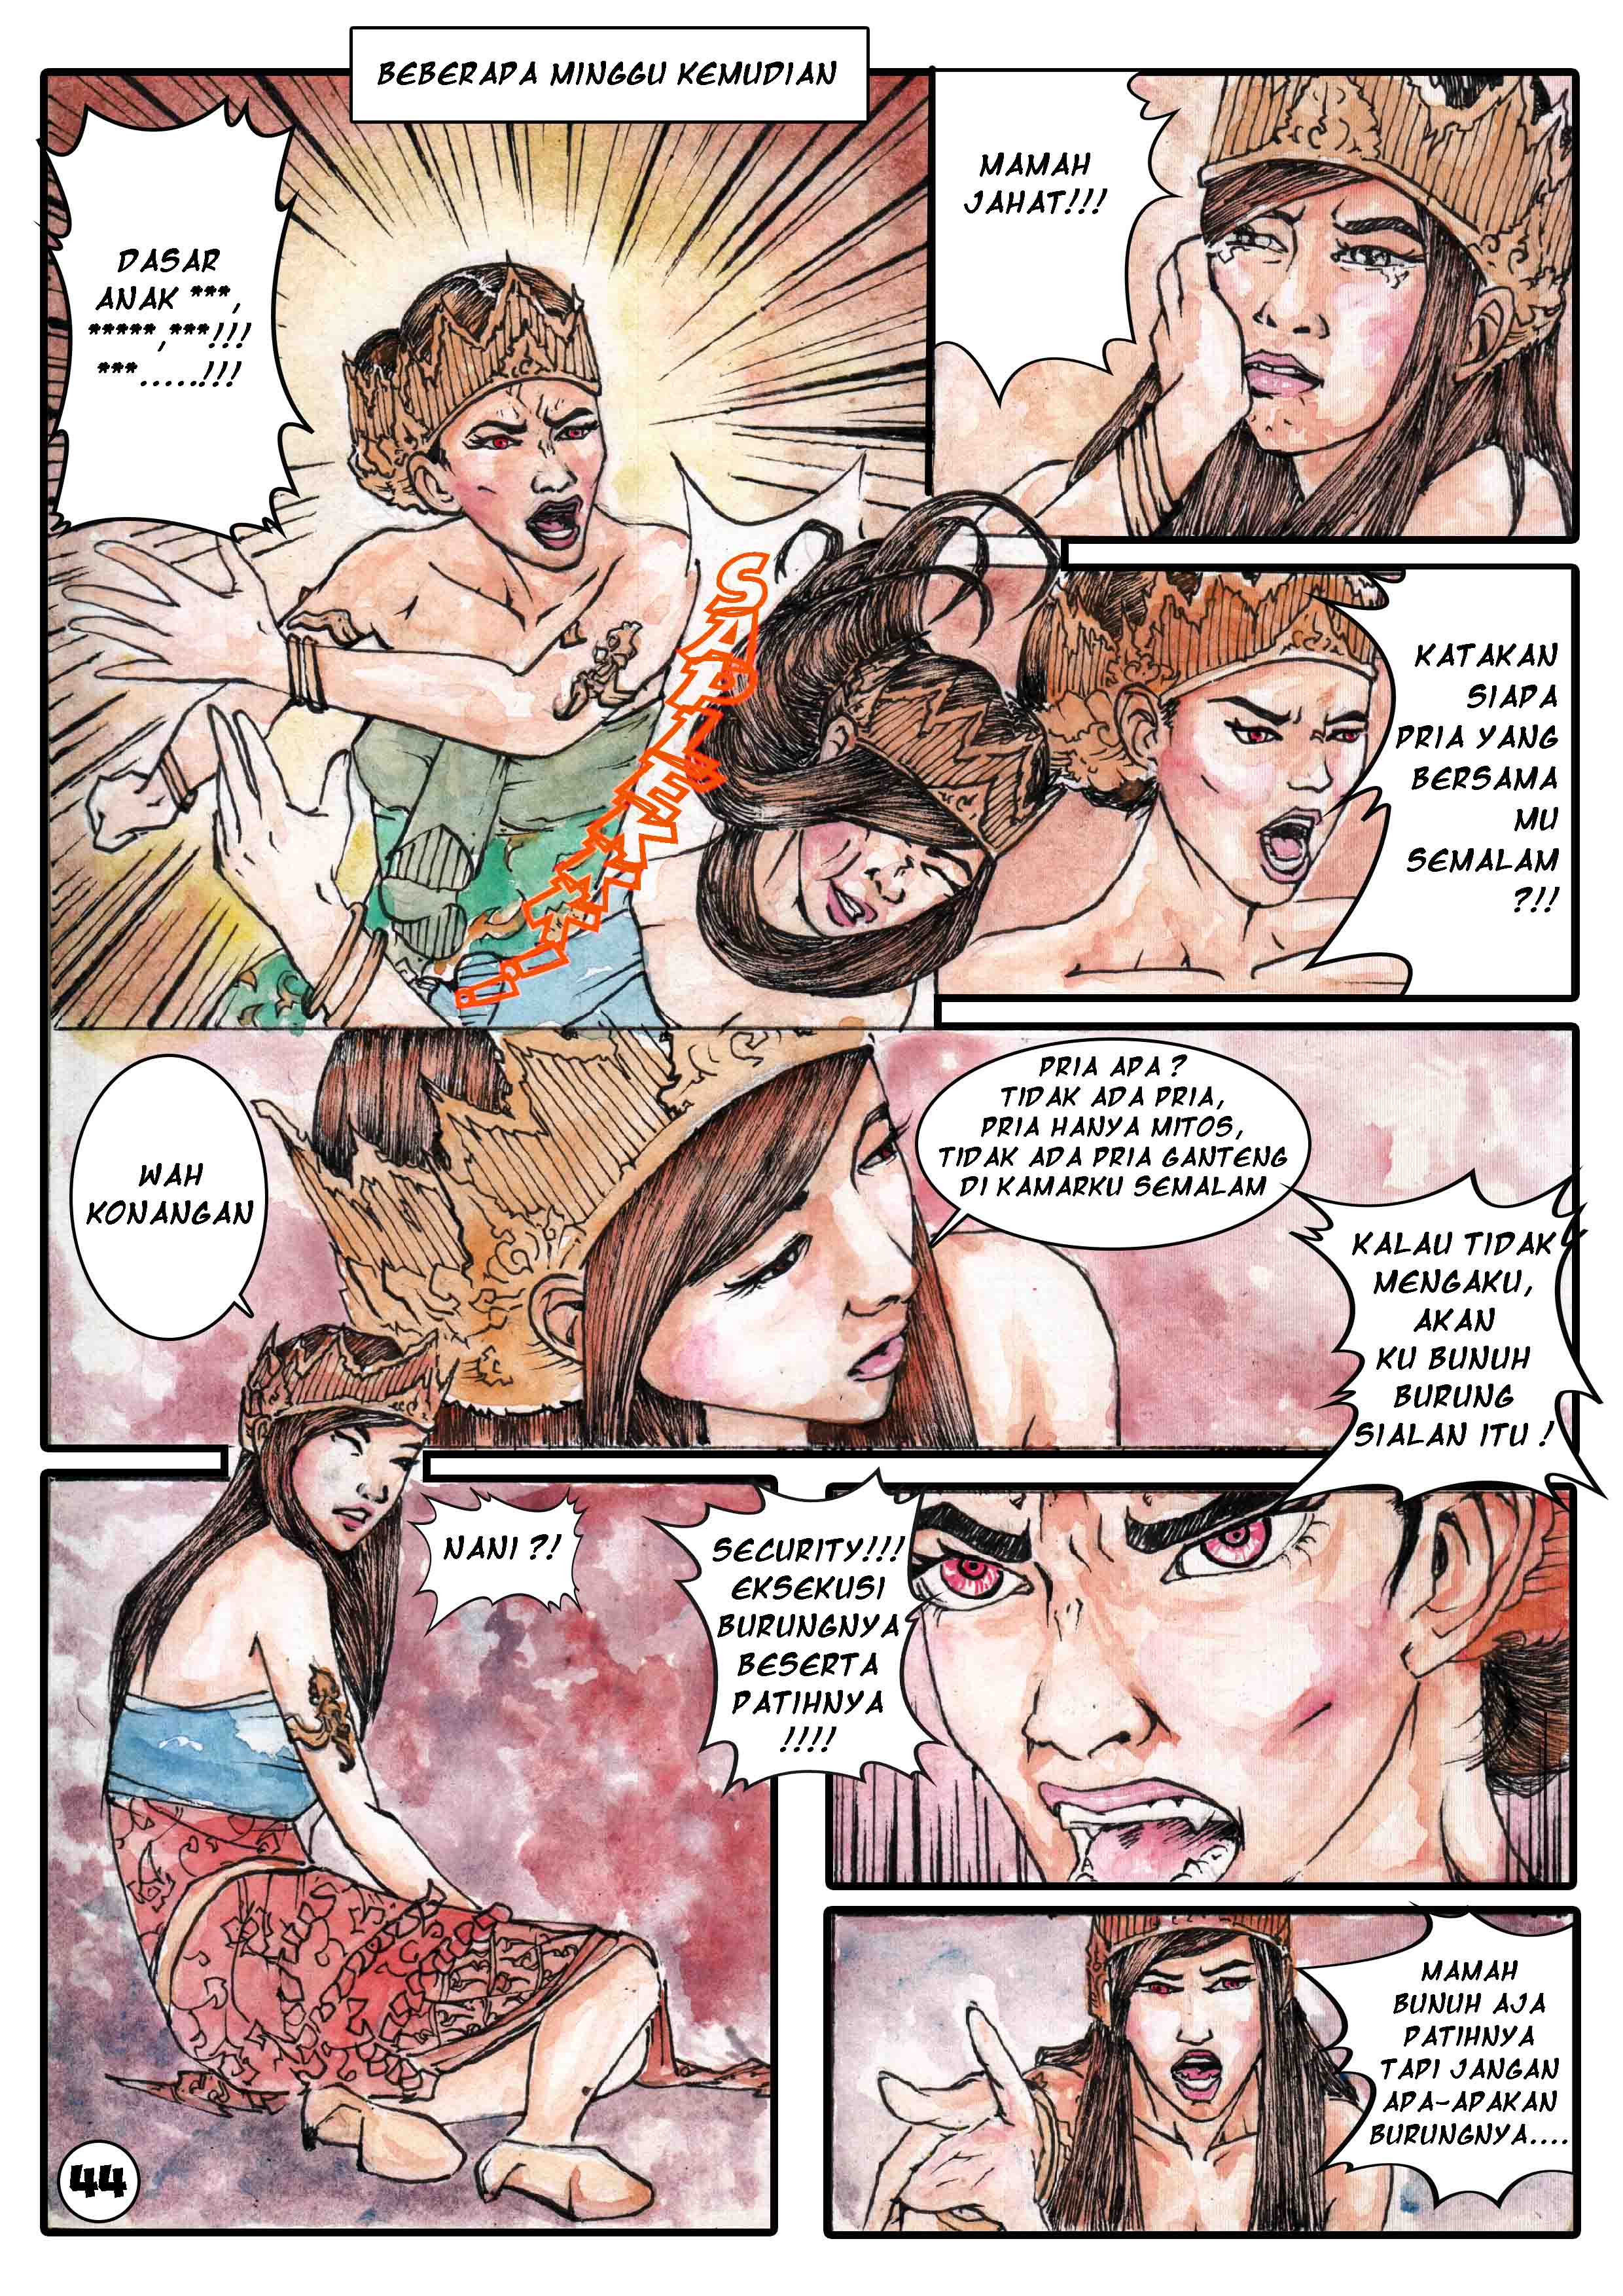 BEBERAPA MINGGU KEMUDIAN
DASAR
ANAK ***,
*****,***!!!
***.....!!!
SAPLEKKK!!
MAMAH
JAHAT!!!
KATAKAN
SIAPA
PRIA YANG
BERSAMA
MU
SEMALAM
?!!
WAH
KONANGAN
PRIA APA?
TIDAK ADA PRIA,
PRIA HANYA MITOS,
TIDAK ADA PRIA GANTENG
DI KAMARKU SEMALAM
KALAU TIDAK
MENGAKU,
AKAN
KU BUNUH
BURUNG
SIALAN ITU !
NANI ?!
SECURITY!!!
EKSEKUSI
BURUNGNYA
BESERTA
PATIHNYA
!!!!
MAMAH
BUNUH AJA
PATIHNYA
TAPI JANGAN
APA-APAKAN
BURUNGNYA....
44